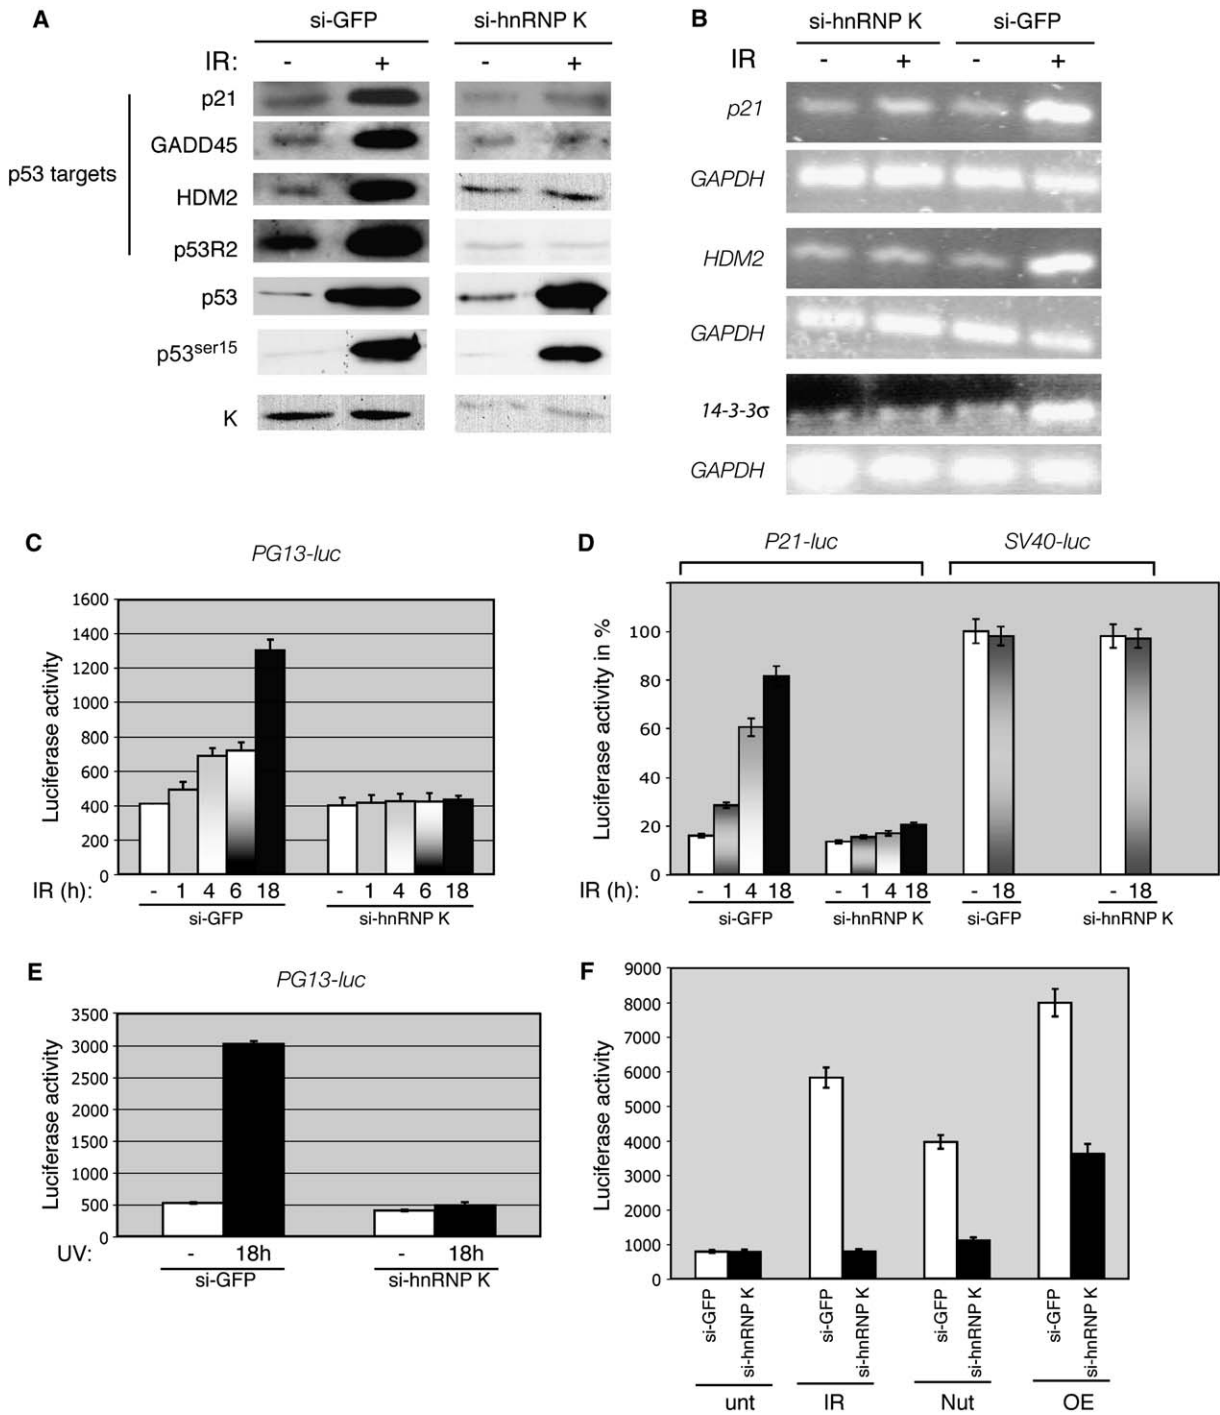 A
si-GFP si-hnRNP K
IR: - + - +
p53 targets
p21
GADD45
HDM2
p53R2
p53
p53ser15
K
B
si-hnRNP K si-GFP
IR - + - +
p21
GAPDH
HDM2
GAPDH
14-3-3σ
GAPDH
C
PG13-luc
Luciferase activity
1600
1400
1200
1000
800
600
400
200
0
IR (h): - 1 4 6 18 - 1 4 6 18
si-GFP si-hnRNP K
D
P21-luc SV40-luc
Luciferase activity in %
100
80
60
40
20
0
IR (h): - 1 4 18 - 1 4 18 - 18 - 18
si-GFP si-hnRNP K si-GFP si-hnRNP K
E
PG13-luc
Luciferase activity
3500
3000
2500
2000
1500
1000
500
0
UV: - 18h - 18h
si-GFP si-hnRNP K
F
Luciferase activity
9000
8000
7000
6000
5000
4000
3000
2000
1000
0
si-GFP si-hnRNP K si-GFP si-hnRNP K si-GFP si-hnRNP K si-GFP si-hnRNP K
unt IR Nut OE